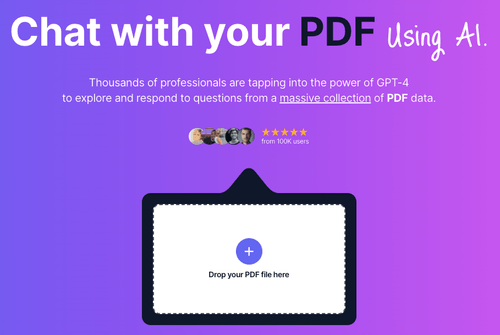 Chat with your PDF Using AI.
Thousands of professionals are tapping into the power of GPT-4
to explore and respond to questions from a massive collection of PDF data.
from 100K users
Drop your PDF file here